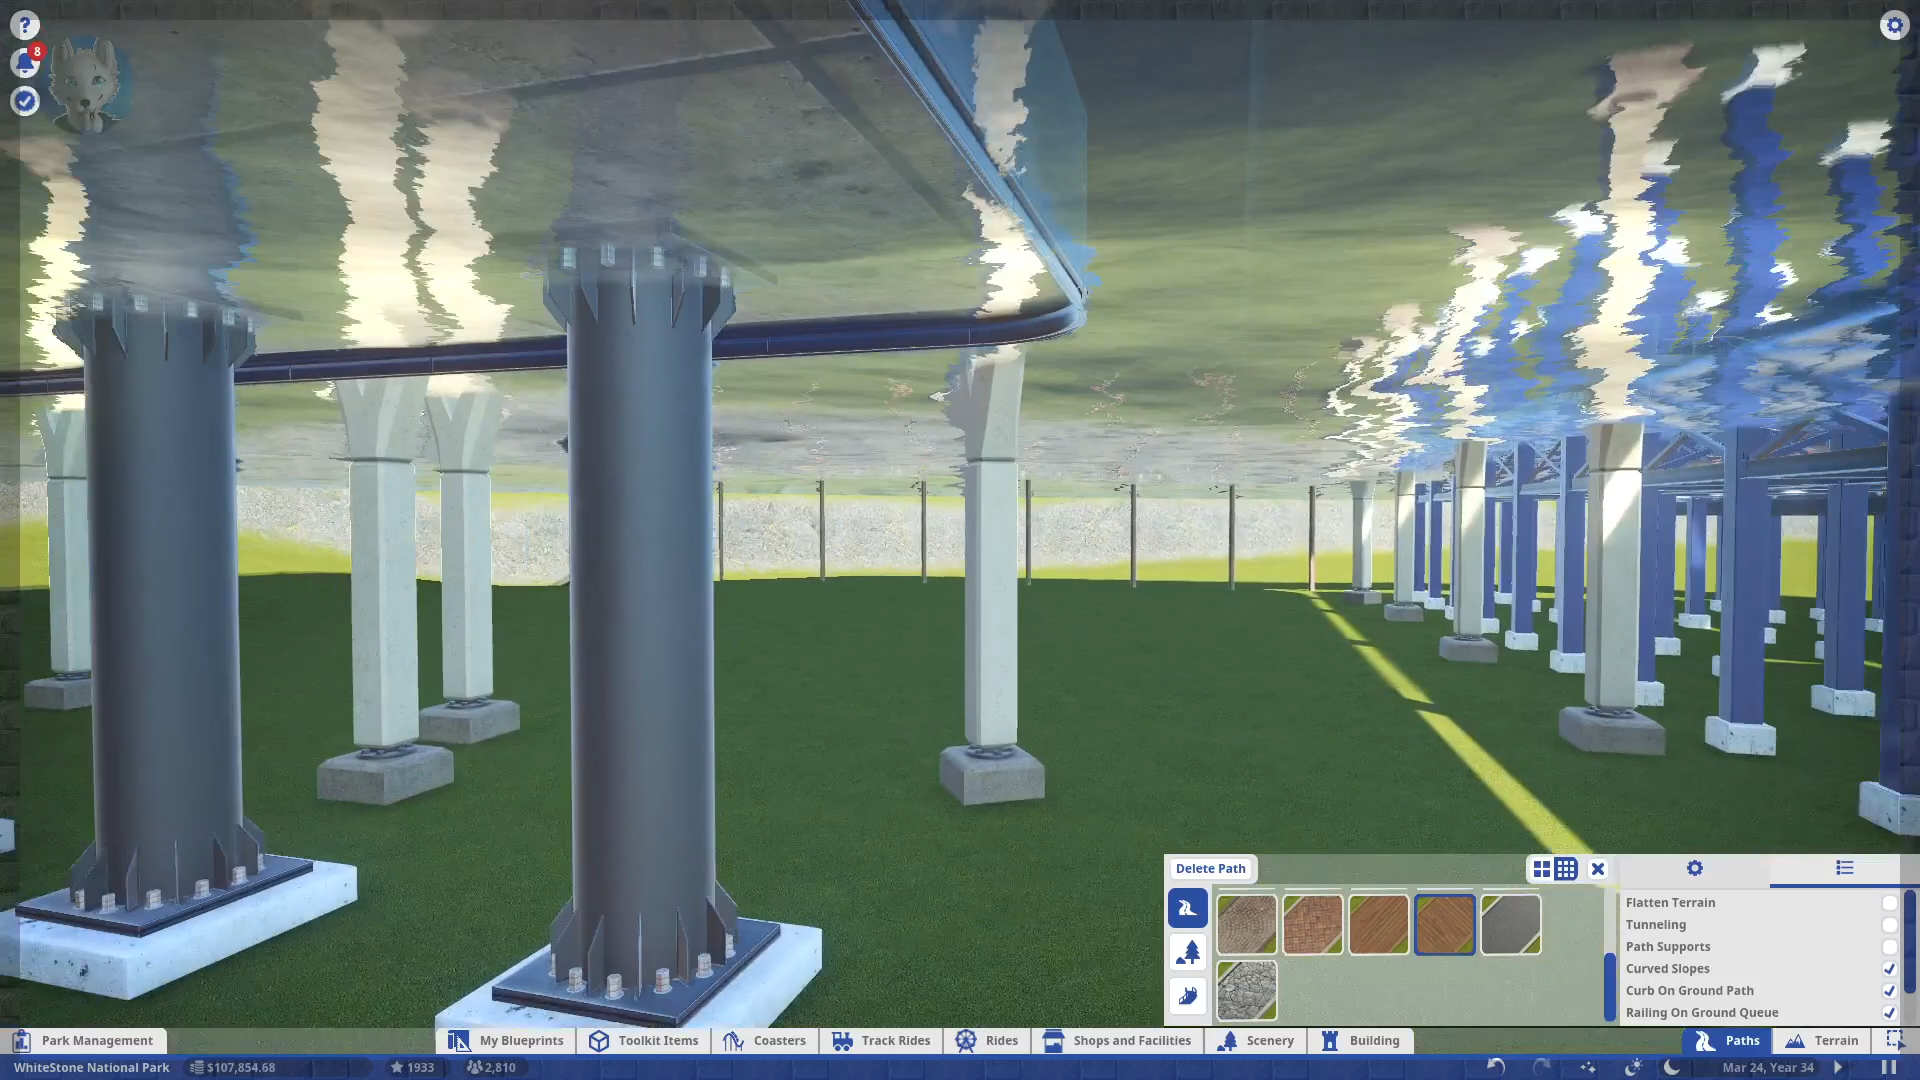 ?
8
Delete Path
Flatten Terrain
Tunneling
Path Supports
Curved Slopes
Curb On Ground Path
Railing On Ground Queue
Park Management
My Blueprints
Toolkit Items
Coasters
Track Rides
Rides
Shops and Facilities
Scenery
Building
Paths
Terrain
WhiteStone National Park
$107,854.68
1933
2,810
Mar 24, Year 34